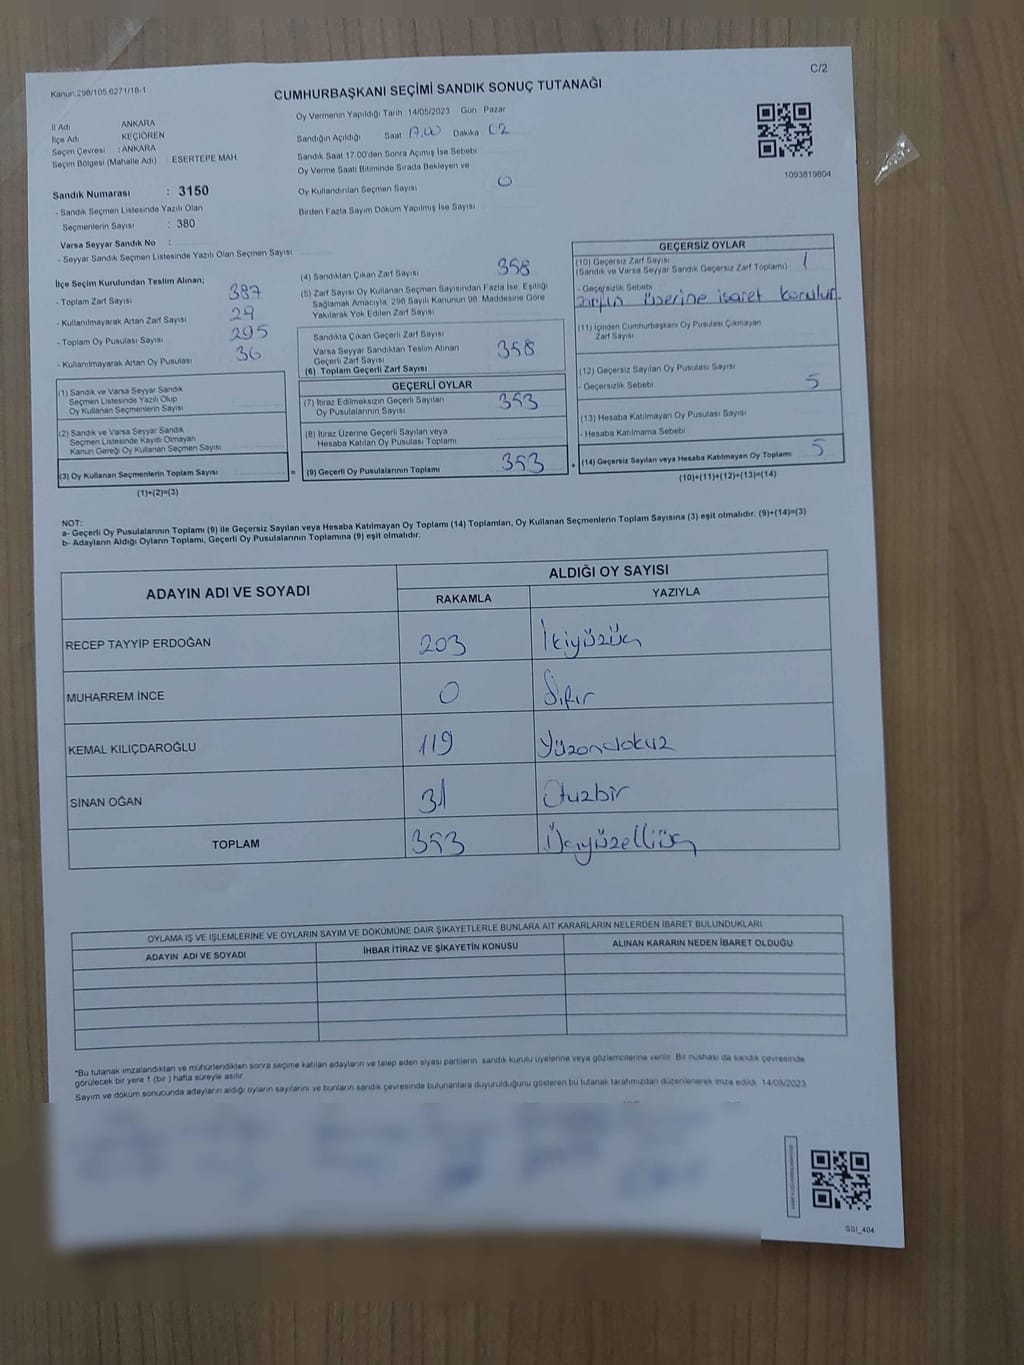 C/2
Kanun 298/105,6271/18-1
CUMHURBAŞKANI SEÇİMİ SANDIK SONUÇ TUTANAĞI
İl Adı : ANKARA
İlçe Adı : KEÇİÖREN
Seçim Çevresi : ANKARA
Seçim Bölgesi (Mahalle Adı) : ESERTEPE MAH.
Sandık Numarası : 3150
- Sandık Seçmen Listesinde Yazılı Olan
Seçmenlerin Sayısı : 380
Varsa Seyyar Sandık No :
- Seyyar Sandık Seçmen Listesinde Yazılı Olan Seçmen Sayısı
Oy Vermenin Yapıldığı Tarih 14/05/2023 Gün Pazar
Sandığın Açıldığı Saat 17.00 Dakika 02
Sandık Saat 17.00'den Sonra Açımış İse Sebebi
Oy Verme Saati Bitiminde Sırada Bekleyen ve
Oy Kullandırılan Seçmen Sayısı 0
Birden Fazla Sayım Döküm Yapılmış İse Sayısı
1093819804
İlçe Seçim Kurulundan Teslim Alınan;
- Toplam Zarf Sayısı 387
- Kullanılmayarak Artan Zarf Sayısı 29
- Toplam Oy Pusulası Sayısı 295
- Kullanılmayarak Artan Oy Pusulası 36
(1) Sandık ve Varsa Seyyar Sandık
Seçmen Listesinde Yazılı Olup
Oy Kullanan Seçmenlerin Sayısı
(2) Sandık ve Varsa Seyyar Sandık
Seçmen Listesinde Kayıtlı Olmayan
Kanun Gereği Oy Kullanan Seçmen Sayısı
(3) Oy Kullanan Seçmenlerin Toplam Sayısı
(1)+(2)=(3)
(4) Sandıktan Çıkan Zarf Sayısı 358
(5) Zarf Sayısı Oy Kullanan Seçmen Sayısından Fazla İse, Eşitliği
Sağlamak Amacıyla, 298 Sayılı Kanunun 98. Maddesine Göre
Yakılarak Yok Edilen Zarf Sayısı
Sandıkta Çıkan Geçerli Zarf Sayısı
Varsa Seyyar Sandıktan Teslim Alınan 358
Geçerli Zarf Sayısı
(6) Toplam Geçerli Zarf Sayısı
GEÇERLİ OYLAR
(7) İtiraz Edilmeksizin Geçerli Sayılan 353
Oy Pusulalarının Sayısı
(8) İtiraz Üzerine Geçerli Sayılan veya
Hesaba Katılan Oy Pusulası Toplamı
= (9) Geçerli Oy Pusulalarının Toplamı 353
GEÇERSİZ OYLAR
(10) Geçersiz Zarf Sayısı 1
(Sandık ve Varsa Seyyar Sandık Geçersiz Zarf Toplamı)
- Geçersizlik Sebebi
zarfın üzerine işaret konulur.
(11) İçinden Cumhurbaşkanı Oy Pusulası Çıkmayan
Zarf Sayısı
(12) Geçersiz Sayılan Oy Pusulası Sayısı
- Geçersizlik Sebebi 5
(13) Hesaba Katılmayan Oy Pusulası Sayısı
- Hesaba Katılmama Sebebi
+ (14) Geçersiz Sayılan veya Hesaba Katılmayan Oy Toplamı 5
(10)+(11)+(12)+(13)=(14)
NOT:
a- Geçerli Oy Pusulalarının Toplamı (9) ile Geçersiz Sayılan veya Hesaba Katılmayan Oy Toplamı (14) Toplamları, Oy Kullanan Seçmenlerin Toplam Sayısına (3) eşit olmalıdır. (9)+(14)=(3)
b- Adayların Aldığı Oyların Toplamı, Geçerli Oy Pusulalarının Toplamına (9) eşit olmalıdır.
ADAYIN ADI VE SOYADI
ALDIĞI OY SAYISI
RAKAMLA YAZIYLA
RECEP TAYYİP ERDOĞAN 203 İkiyüzüç
MUHARREM İNCE 0 Sıfır
KEMAL KILIÇDAROĞLU 119 Yüzondokuz
SİNAN OĞAN 31 Otuzbir
TOPLAM 353 Üçyüzelliüç
OYLAMA İŞ VE İŞLEMLERİNE VE OYLARIN SAYIM VE DÖKÜMÜNE DAİR ŞİKAYETLERLE BUNLARA AİT KARARLARIN NELERDEN İBARET BULUNDUKLARI
ADAYIN ADI VE SOYADI İHBAR İTİRAZ VE ŞİKAYETİN KONUSU ALINAN KARARIN NEDEN İBARET OLDUĞU
*Bu tutanak imzalandıktan ve mühürlendikten sonra seçime katılan adayların ve talep eden siyasi partilerin sandık kurulu üyelerine veya gözlemcilerine verilir. Bir nüshası da sandık çevresinde
görülecek bir yere 1 (bir) hafta süreyle asılır.
Sayım ve döküm sonucunda adayların aldığı oyların sayılarını ve bunların sandık çevresinde bulunanlara duyurulduğunu gösteren bu tutanak tarafımızdan düzenlenerek imza edildi. 14/05/2023
SSI_404